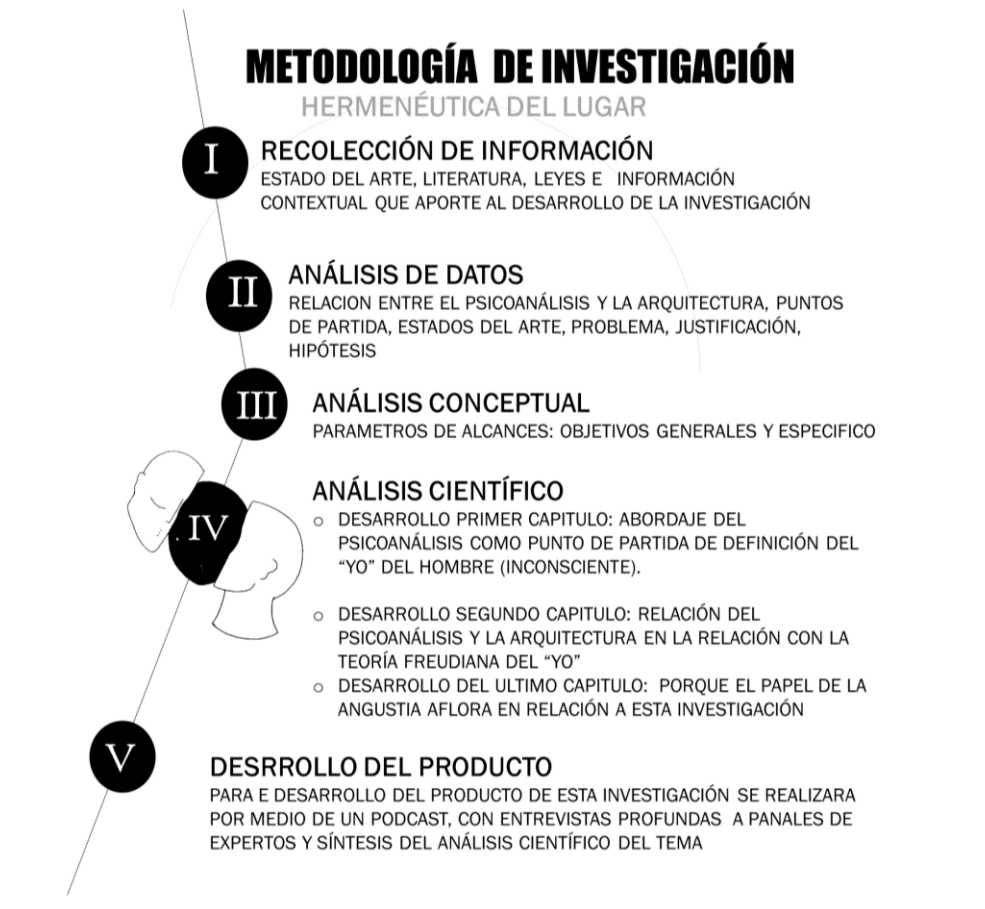 METODOLOGÍA DE INVESTIGACIÓN
HERMENÉUTICA DEL LUGAR
I
RECOLECCIÓN DE INFORMACIÓN
ESTADO DEL ARTE, LITERATURA, LEYES E INFORMACIÓN
CONTEXTUAL QUE APORTE AL DESARROLLO DE LA INVESTIGACIÓN
II
ANÁLISIS DE DATOS
RELACION ENTRE EL PSICOANÁLISIS Y LA ARQUITECTURA, PUNTOS
DE PARTIDA, ESTADOS DEL ARTE, PROBLEMA, JUSTIFICACIÓN,
HIPÓTESIS
III
ANÁLISIS CONCEPTUAL
PARAMETROS DE ALCANCES: OBJETIVOS GENERALES Y ESPECIFICO
IV
ANÁLISIS CIENTÍFICO
○ DESARROLLO PRIMER CAPITULO: ABORDAJE DEL
PSICOANÁLISIS COMO PUNTO DE PARTIDA DE DEFINICIÓN DEL
“YO” DEL HOMBRE (INCONSCIENTE).
○ DESARROLLO SEGUNDO CAPITULO: RELACIÓN DEL
PSICOANÁLISIS Y LA ARQUITECTURA EN LA RELACIÓN CON LA
TEORÍA FREUDIANA DEL “YO”
○ DESARROLLO DEL ULTIMO CAPITULO: PORQUE EL PAPEL DE LA
ANGUSTIA AFLORA EN RELACIÓN A ESTA INVESTIGACIÓN
V
DESRROLLO DEL PRODUCTO
PARA E DESARROLLO DEL PRODUCTO DE ESTA INVESTIGACIÓN SE REALIZARA
POR MEDIO DE UN PODCAST, CON ENTREVISTAS PROFUNDAS A PANALES DE
EXPERTOS Y SÍNTESIS DEL ANÁLISIS CIENTÍFICO DEL TEMA